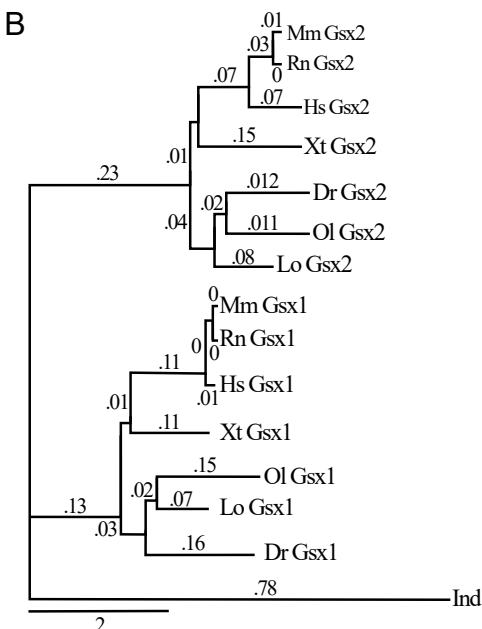 B
.01
Mm Gsx2
.03
Rn Gsx2
0
.07
.07
Hs Gsx2
.15
Xt Gsx2
.01
.23
.012
Dr Gsx2
.02
.04
.011
Ol Gsx2
.08
Lo Gsx2
0
Mm Gsx1
0
Rn Gsx1
0
.11
Hs Gsx1
.01
.01
.11
Xt Gsx1
.15
Ol Gsx1
.02
.07
Lo Gsx1
.13
.03
.16
Dr Gsx1
.78
Ind
2